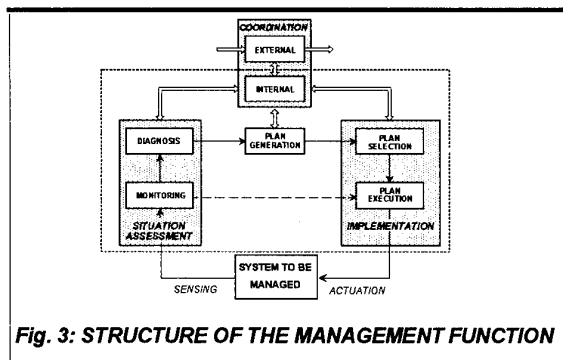 COORDINATION
EXTERNAL
INTERNAL
DIAGNOSIS
PLAN
GENERATION
PLAN
SELECTION
MONITORING
PLAN
EXECUTION
SITUATION
ASSESSMENT
IMPLEMENTATION
SYSTEM TO BE
MANAGED
SENSING
ACTUATION
Fig. 3: STRUCTURE OF THE MANAGEMENT FUNCTION